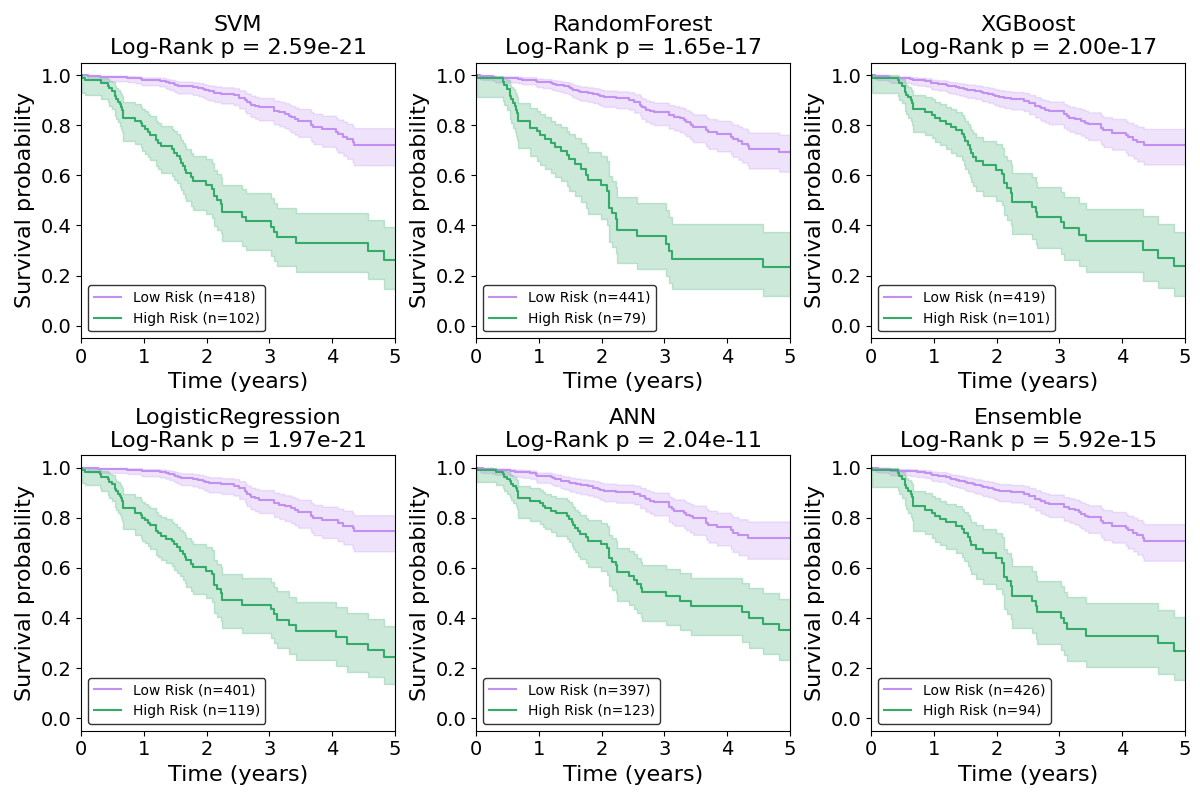 SVM
Log-Rank p = 2.59e-21
Survival probability
1.0
0.8
0.6
0.4
0.2
0.0
Low Risk (n=418)
High Risk (n=102)
0 1 2 3 4 5
Time (years)
RandomForest
Log-Rank p = 1.65e-17
Survival probability
1.0
0.8
0.6
0.4
0.2
0.0
Low Risk (n=441)
High Risk (n=79)
0 1 2 3 4 5
Time (years)
XGBoost
Log-Rank p = 2.00e-17
Survival probability
1.0
0.8
0.6
0.4
0.2
0.0
Low Risk (n=419)
High Risk (n=101)
0 1 2 3 4 5
Time (years)
LogisticRegression
Log-Rank p = 1.97e-21
Survival probability
1.0
0.8
0.6
0.4
0.2
0.0
Low Risk (n=401)
High Risk (n=119)
0 1 2 3 4 5
Time (years)
ANN
Log-Rank p = 2.04e-11
Survival probability
1.0
0.8
0.6
0.4
0.2
0.0
Low Risk (n=397)
High Risk (n=123)
0 1 2 3 4 5
Time (years)
Ensemble
Log-Rank p = 5.92e-15
Survival probability
1.0
0.8
0.6
0.4
0.2
0.0
Low Risk (n=426)
High Risk (n=94)
0 1 2 3 4 5
Time (years)